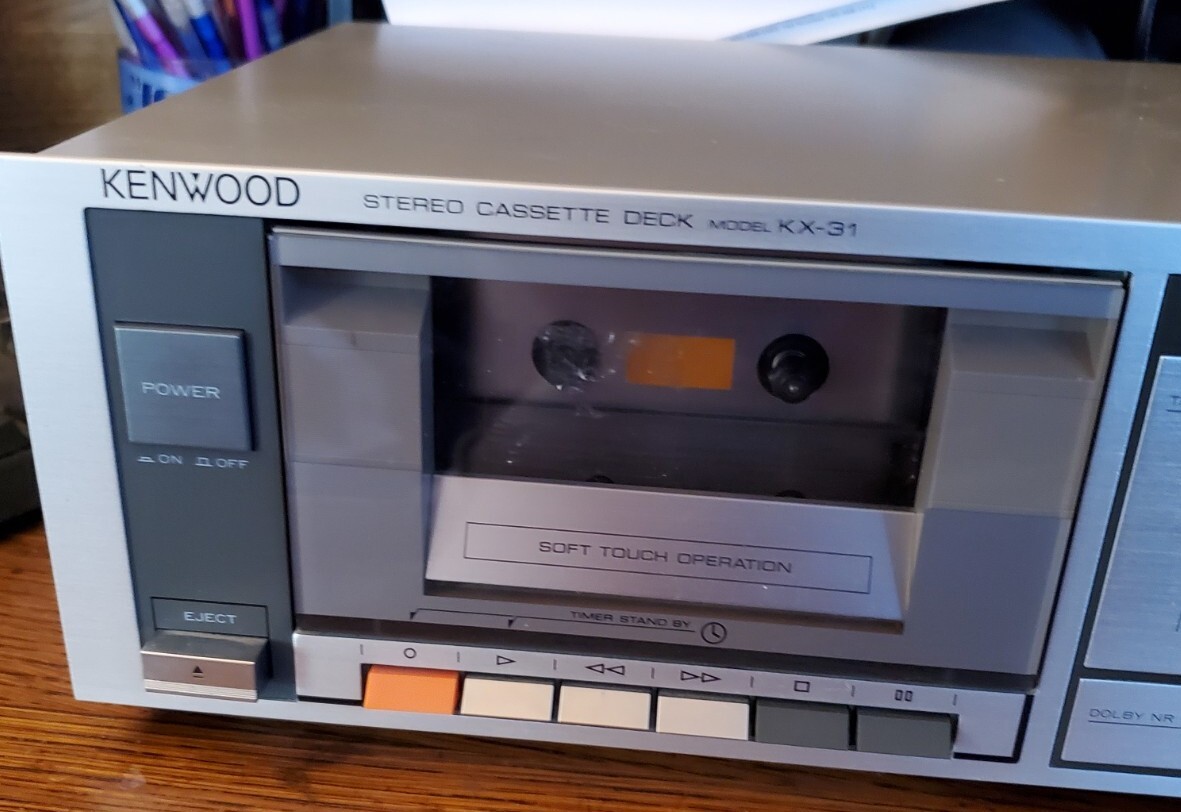 KENWOOD
STEREO CASSETTE DECK MODEL KX-31
POWER
ON OFF
SOFT TOUCH OPERATION
EJECT
TIMER STAND BY
DOLBY NR